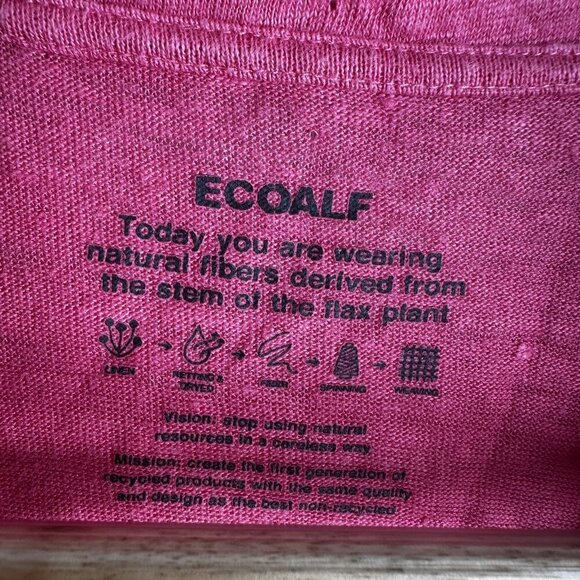 ECOALF
Today you are wearing
natural fibers derived from
the stem of the flax plant
LINEN RETTING & FIBER SPINNING WEAVING
DRYED
Vision: stop using natural
resources in a careless way
Mission: create the first generation of
recycled products with the same quality
and design as the best non-recycled